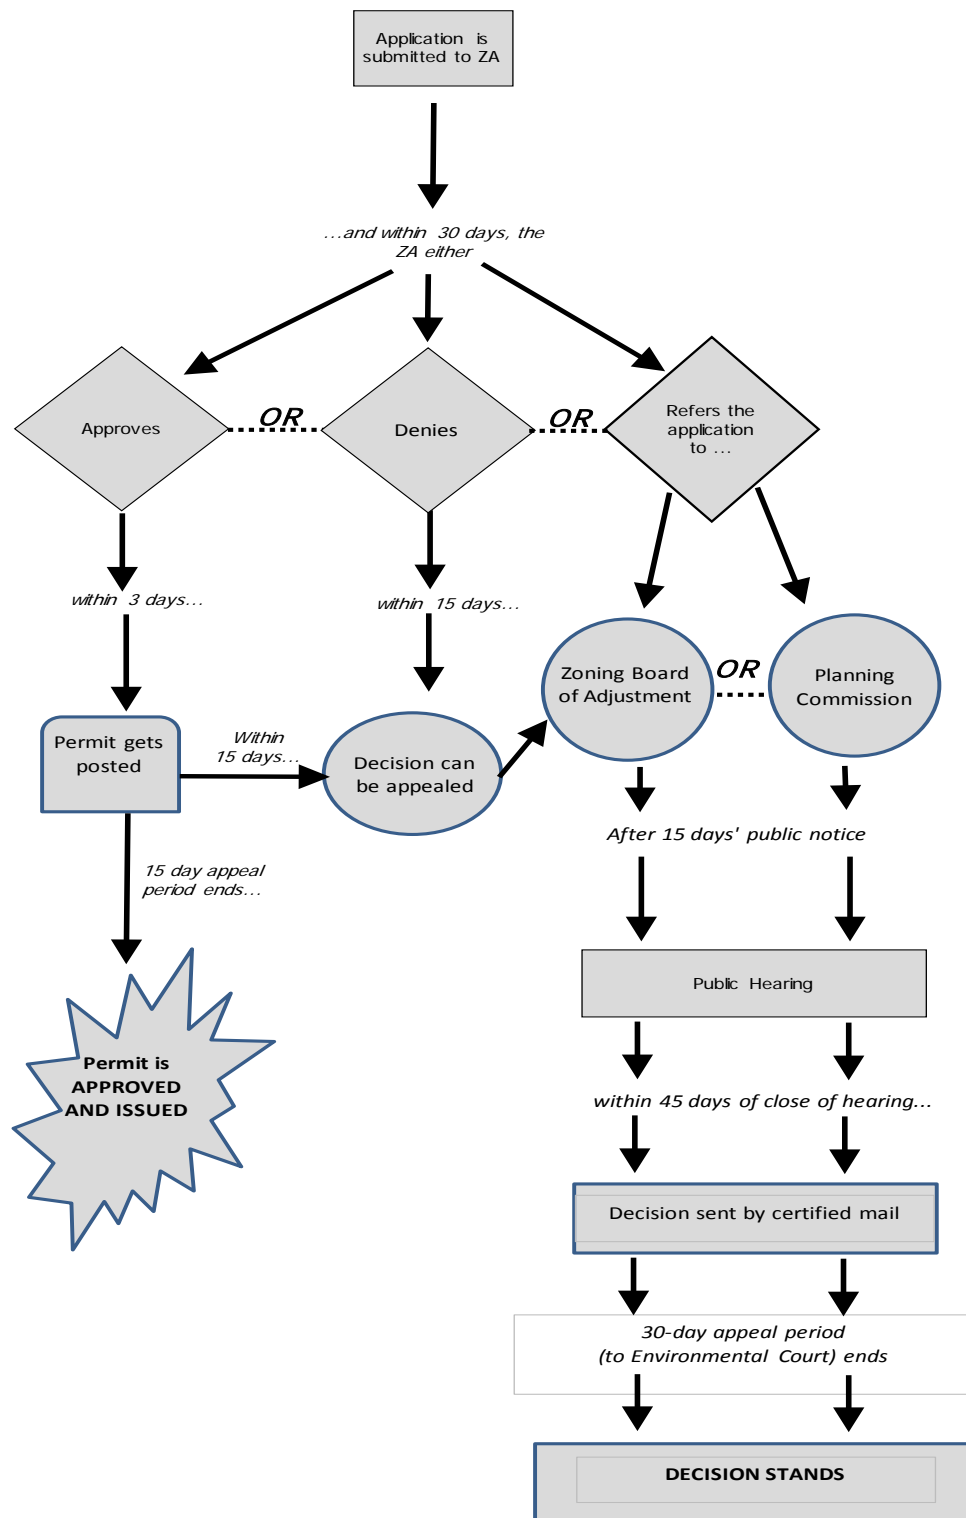 Application is
submitted to ZA
...and within 30 days, the
ZA either
Approves
OR
Denies
OR
Refers the
application
to ...
within 3 days...
within 15 days...
Zoning Board
of Adjustment
OR
Planning
Commission
Permit gets
posted
Within
15 days...
Decision can
be appealed
After 15 days' public notice
15 day appeal
period ends...
Public Hearing
Permit is
APPROVED
AND ISSUED
within 45 days of close of hearing...
Decision sent by certified mail
30-day appeal period
(to Environmental Court) ends
DECISION STANDS